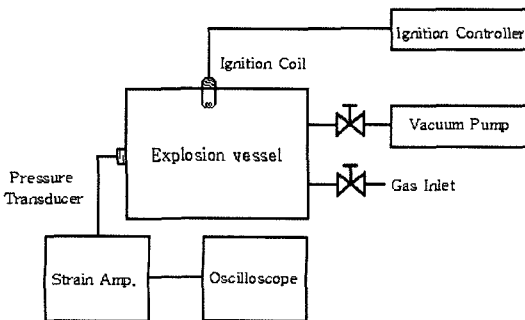 Ignition Controller
Ignition Coil
Vacuum Pump
Explosion vessel
Pressure
Transducer
Gas Inlet
Strain Amp.
Oscilloscope